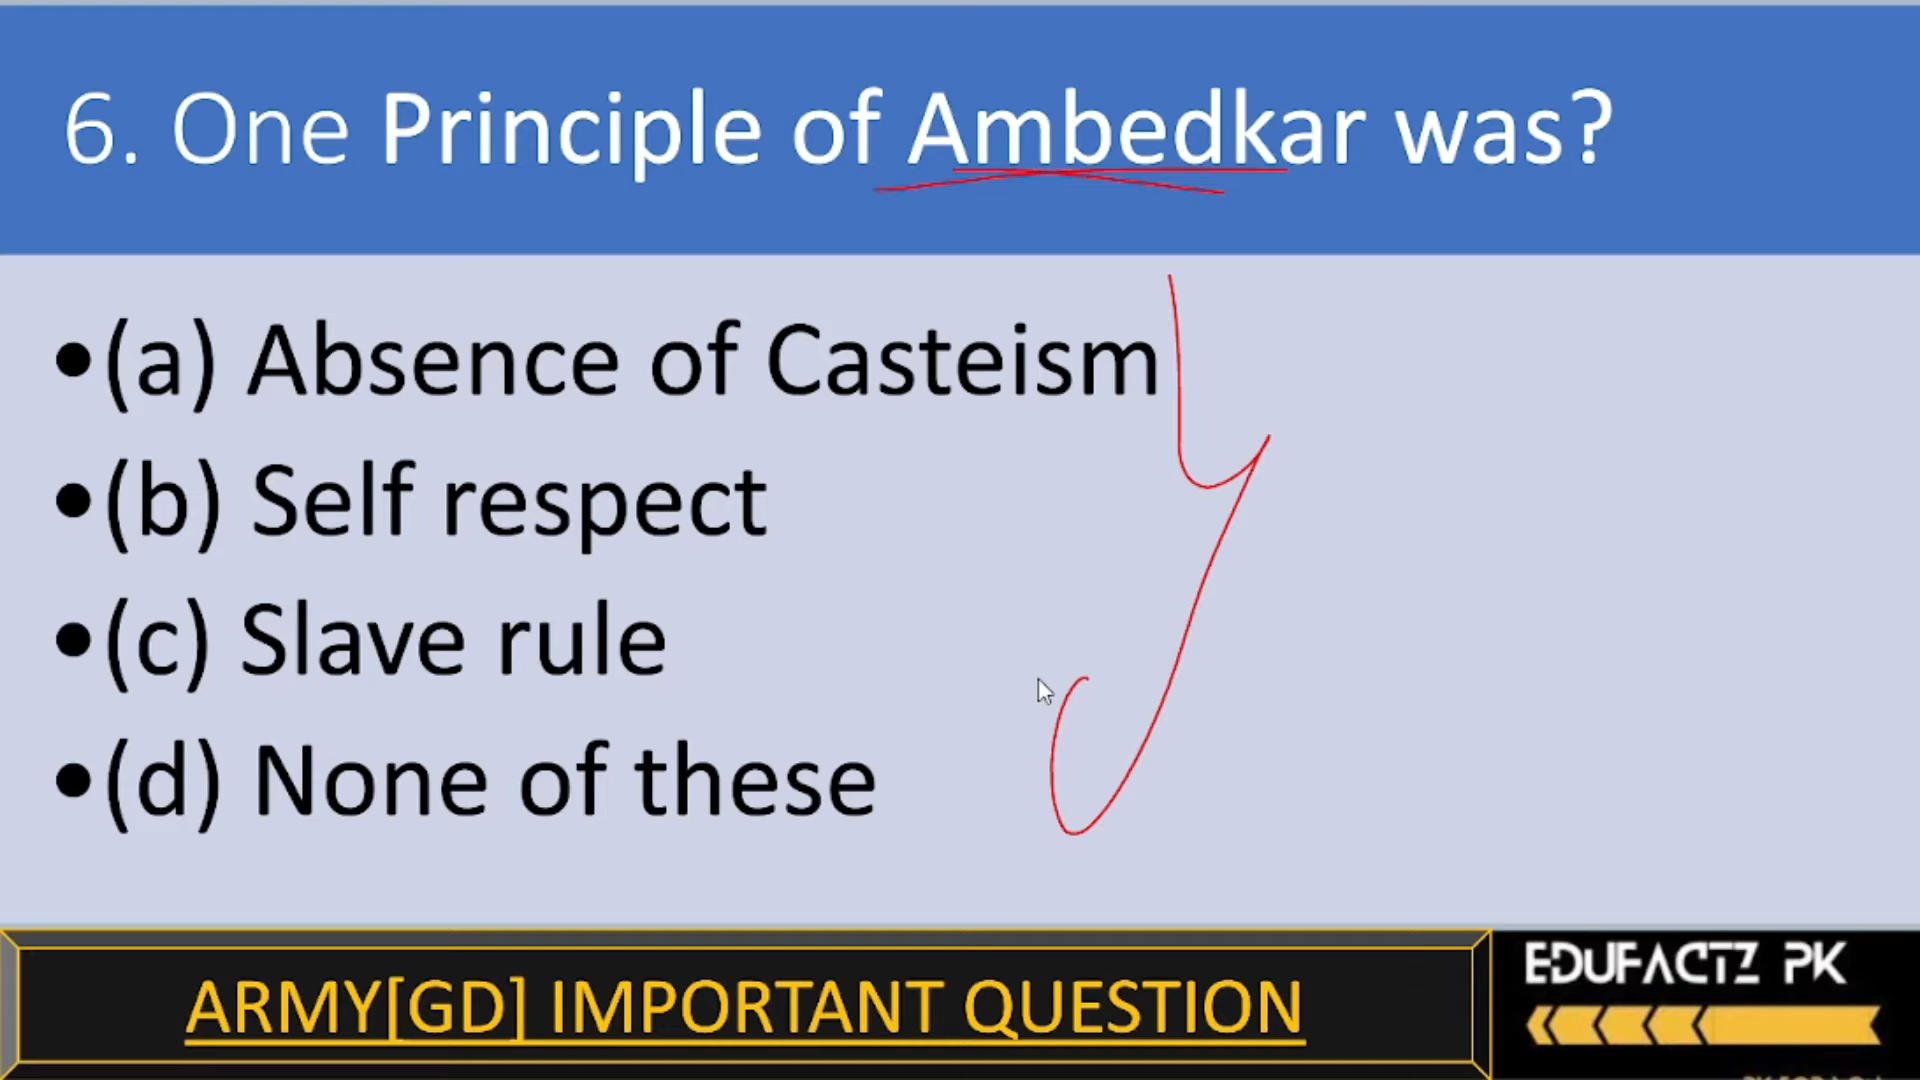 6. One Principle of Ambedkar was?
•(a) Absence of Casteism
•(b) Self respect
•(c) Slave rule
•(d) None of these
ARMY[GD] IMPORTANT QUESTION
EDUFACTZ PK